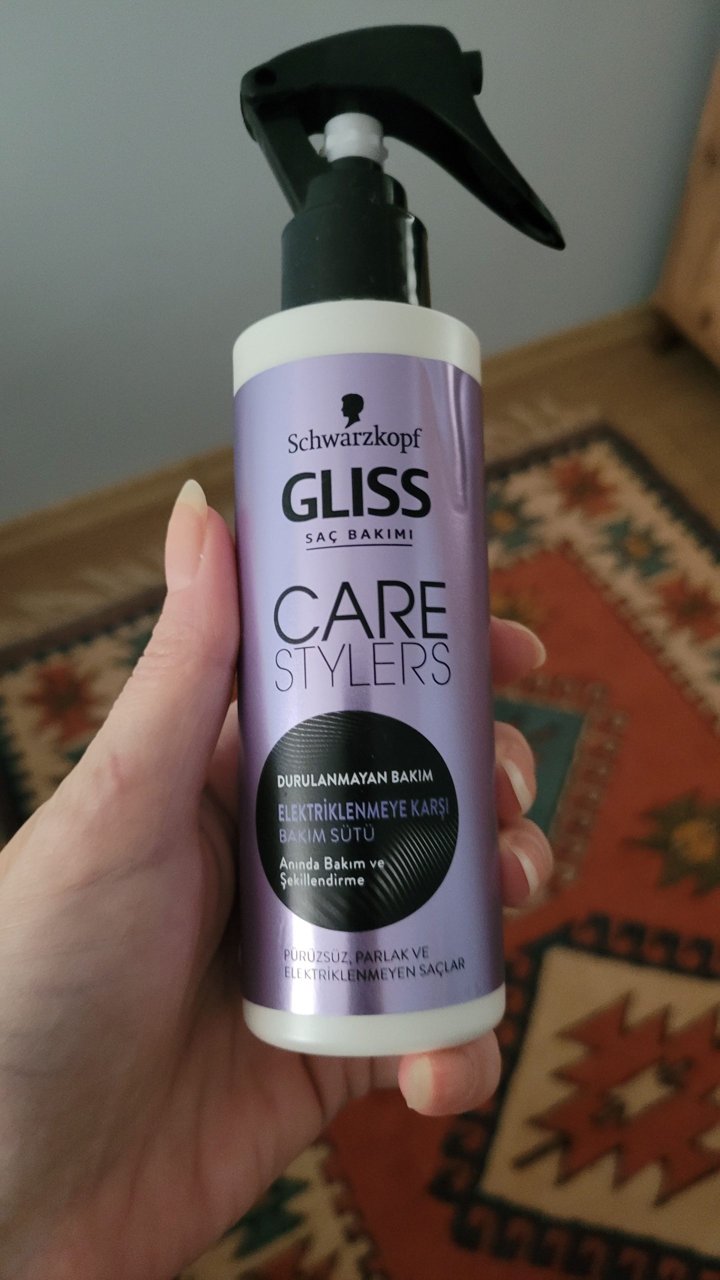 Schwarzkopf
GLISS
SAÇ BAKIMI
CARE
STYLERS
DURULANMAYAN BAKIM
ELEKTRİKLENMEYE KARŞI
BAKIM SÜTÜ
Anında Bakım ve
Şekillendirme
PÜRÜZSÜZ, PARLAK VE
ELEKTRİKLENMEYEN SAÇLAR